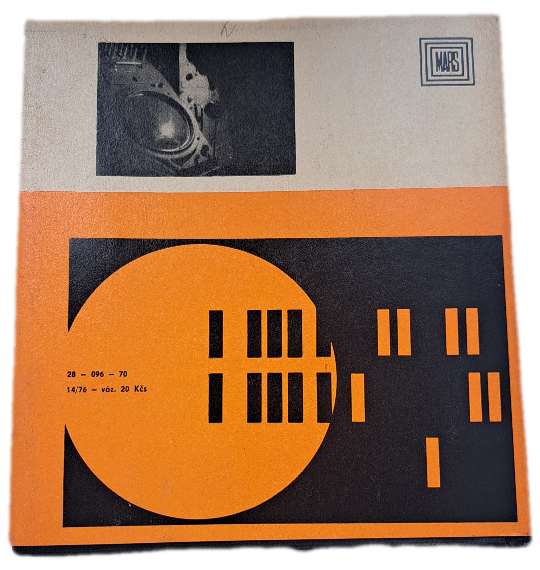 MARS
28 — 096 — 70
14/76 — váz. 20 Kčs